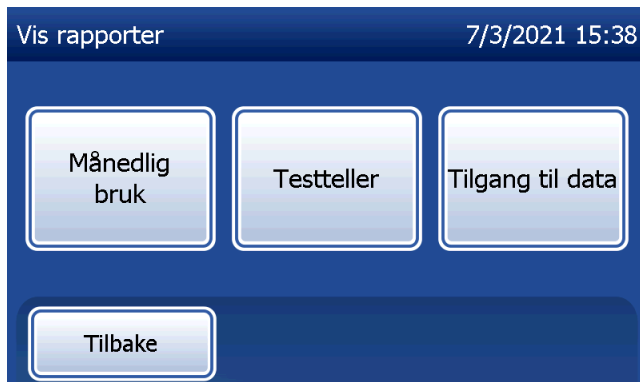 Vis rapporter 7/3/2021 15:38
Månedlig
bruk
Testteller
Tilgang til data
Tilbake